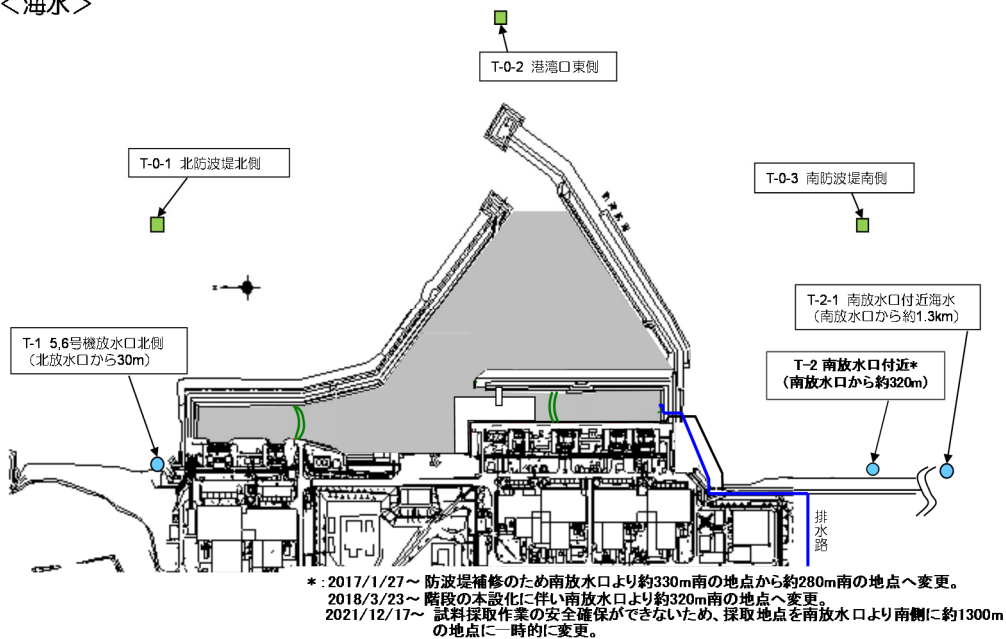 ＜海水＞
T-0-2 港湾口東側
T-0-1 北防波堤北側
T-0-3 南防波堤南側
T-2-1 南放水口付近海水
（南放水口から約1.3km）
T-1 5,6号機放水口北側
（北放水口から30m）
T-2 南放水口付近*
（南放水口から約320m）
排水路
*：2017/1/27～ 防波堤補修のため南放水口より約330m南の地点から約280m南の地点へ変更。
2018/3/23～ 階段の本設化に伴い南放水口より約320m南の地点へ変更。
2021/12/17～ 試料採取作業の安全確保ができないため、採取地点を南放水口より南側に約1300m
の地点に一時的に変更。